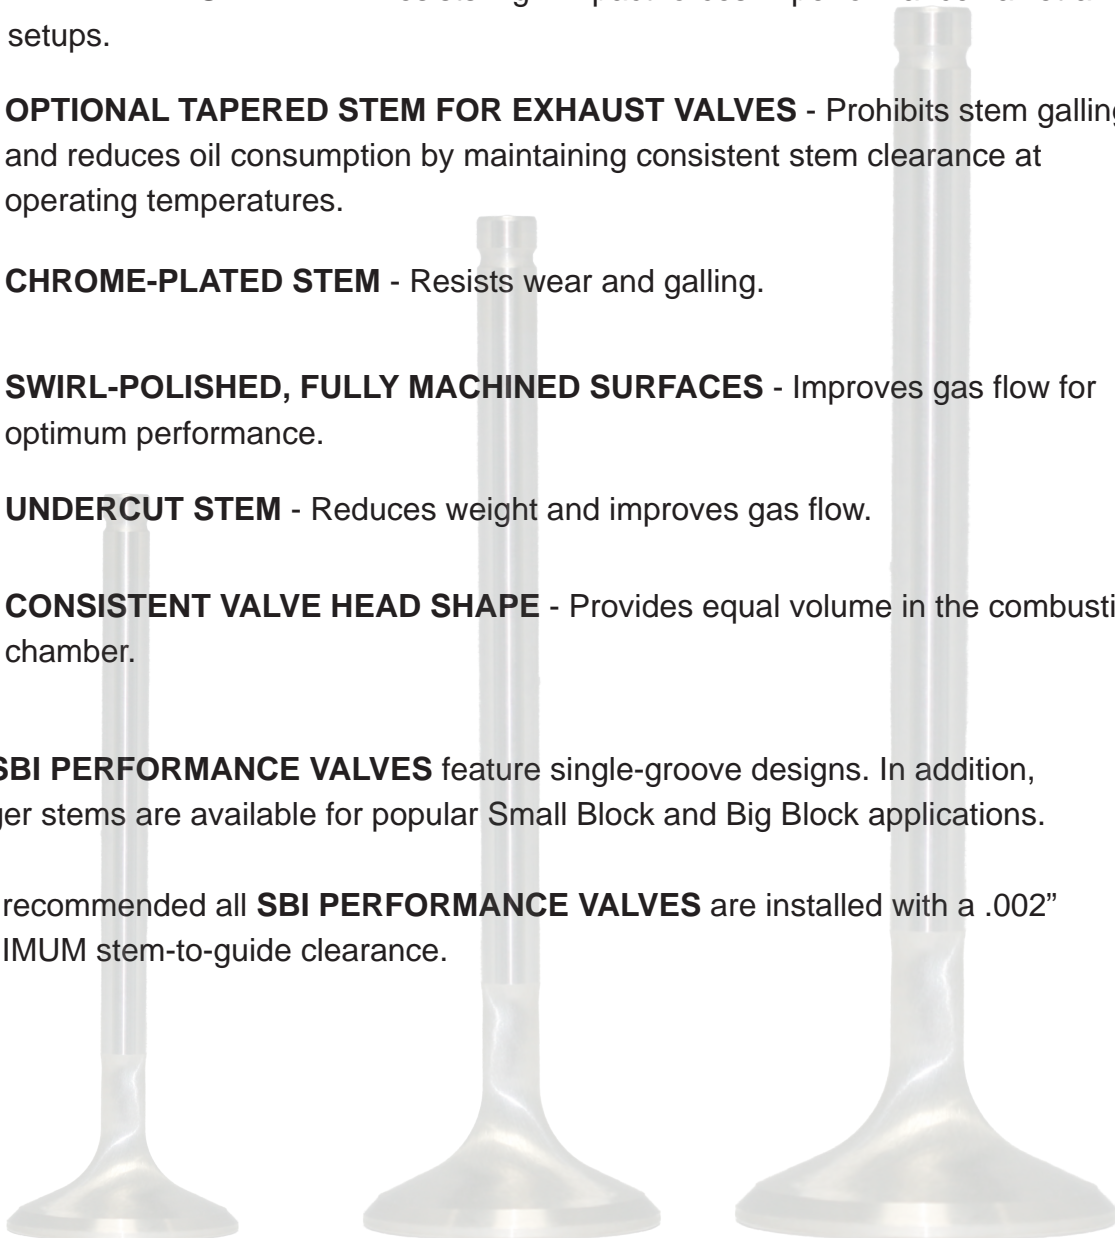 setups.
OPTIONAL TAPERED STEM FOR EXHAUST VALVES - Prohibits stem galling
and reduces oil consumption by maintaining consistent stem clearance at
operating temperatures.
CHROME-PLATED STEM - Resists wear and galling.
SWIRL-POLISHED, FULLY MACHINED SURFACES - Improves gas flow for
optimum performance.
UNDERCUT STEM - Reduces weight and improves gas flow.
CONSISTENT VALVE HEAD SHAPE - Provides equal volume in the combusti
chamber.
SBI PERFORMANCE VALVES feature single-groove designs. In addition,
ger stems are available for popular Small Block and Big Block applications.
recommended all SBI PERFORMANCE VALVES are installed with a .002”
IMUM stem-to-guide clearance.